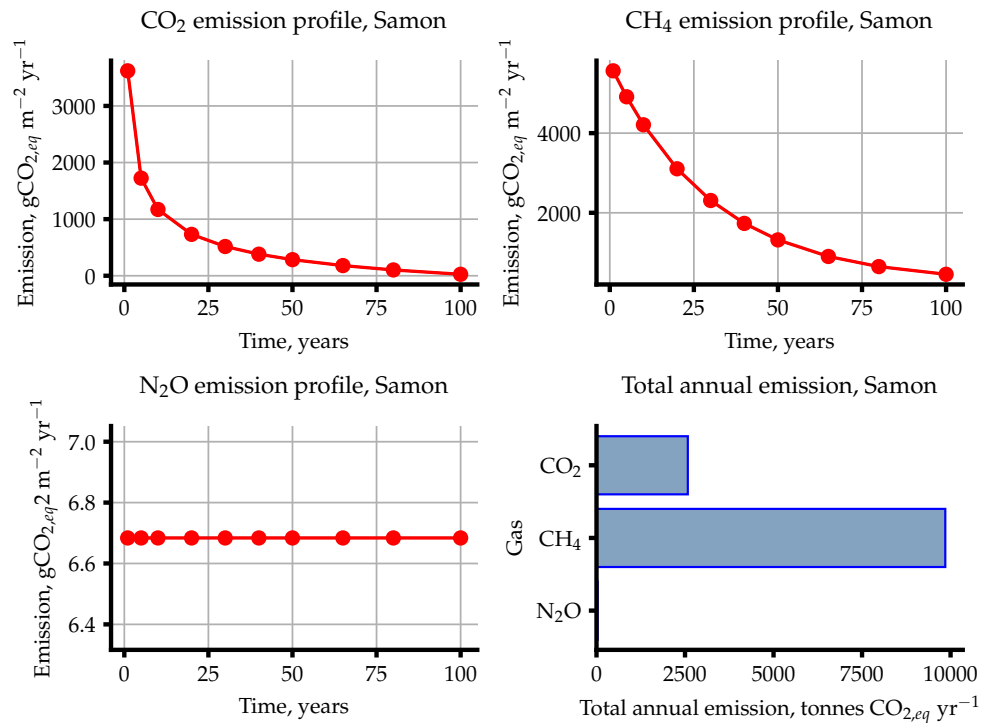 CO₂ emission profile, Samon
Emission, gCO₂,eq m⁻² yr⁻¹
3000
2000
1000
0
0 25 50 75 100
Time, years
CH₄ emission profile, Samon
Emission, gCO₂,eq m⁻² yr⁻¹
4000
2000
0 25 50 75 100
Time, years
N₂O emission profile, Samon
Emission, gCO₂,eq2 m⁻² yr⁻¹
7.0
6.8
6.6
6.4
0 25 50 75 100
Time, years
Total annual emission, Samon
Gas
CO₂
CH₄
N₂O
0 2500 5000 7500 10000
Total annual emission, tonnes CO₂,eq yr⁻¹